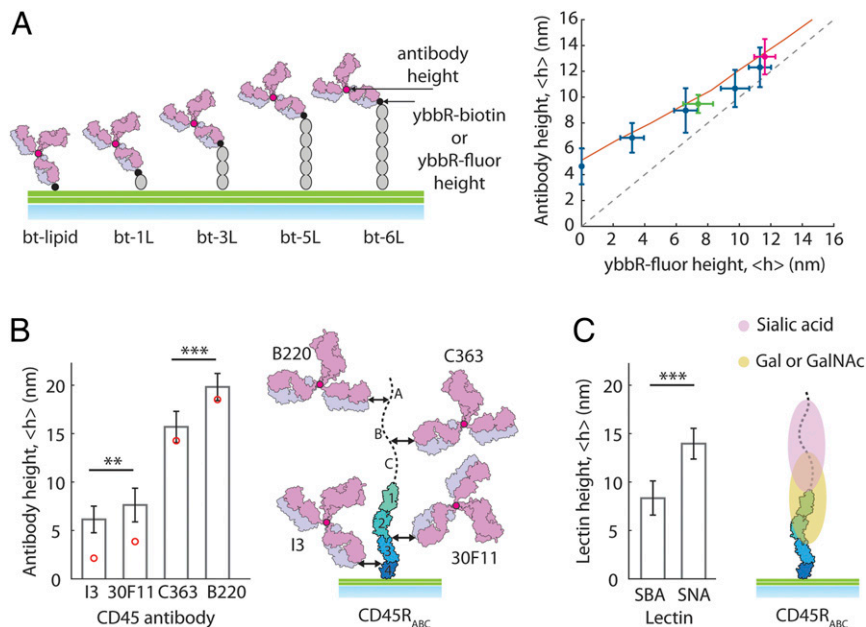 A
antibody
height
ybbR-biotin
or
ybbR-fluor
height
bt-lipid
bt-1L
bt-3L
bt-5L
bt-6L
Antibody height, <h> (nm)
16
14
12
10
8
6
4
2
0
0 2 4 6 8 10 12 14 16
ybbR-fluor height, <h> (nm)
B
Antibody height, <h> (nm)
20
15
10
5
0
**
***
I3 30F11 C363 B220
CD45 antibody
B220
C363
A
B
C
1
2
3
4
I3
30F11
CD45R_ABC
C
Sialic acid
Gal or GalNAc
Lectin height, <h> (nm)
20
15
10
5
0
***
SBA SNA
Lectin
CD45R_ABC